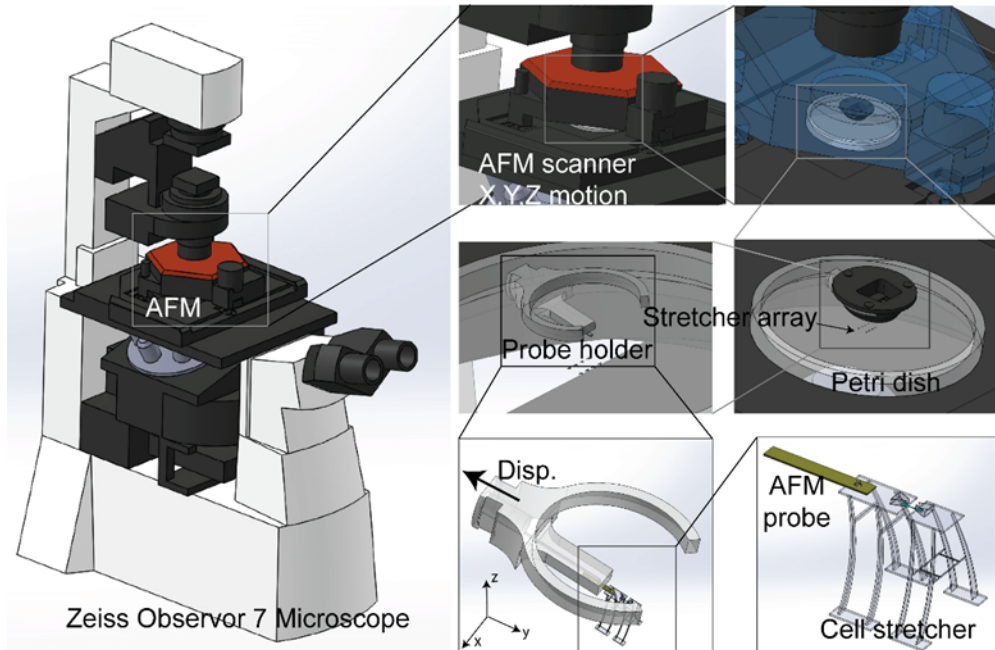 AFM
Zeiss Observor 7 Microscope
AFM scanner
X,Y,Z motion
Probe holder
Stretcher array
Petri dish
Disp.
z
y
x
AFM
probe
Cell stretcher